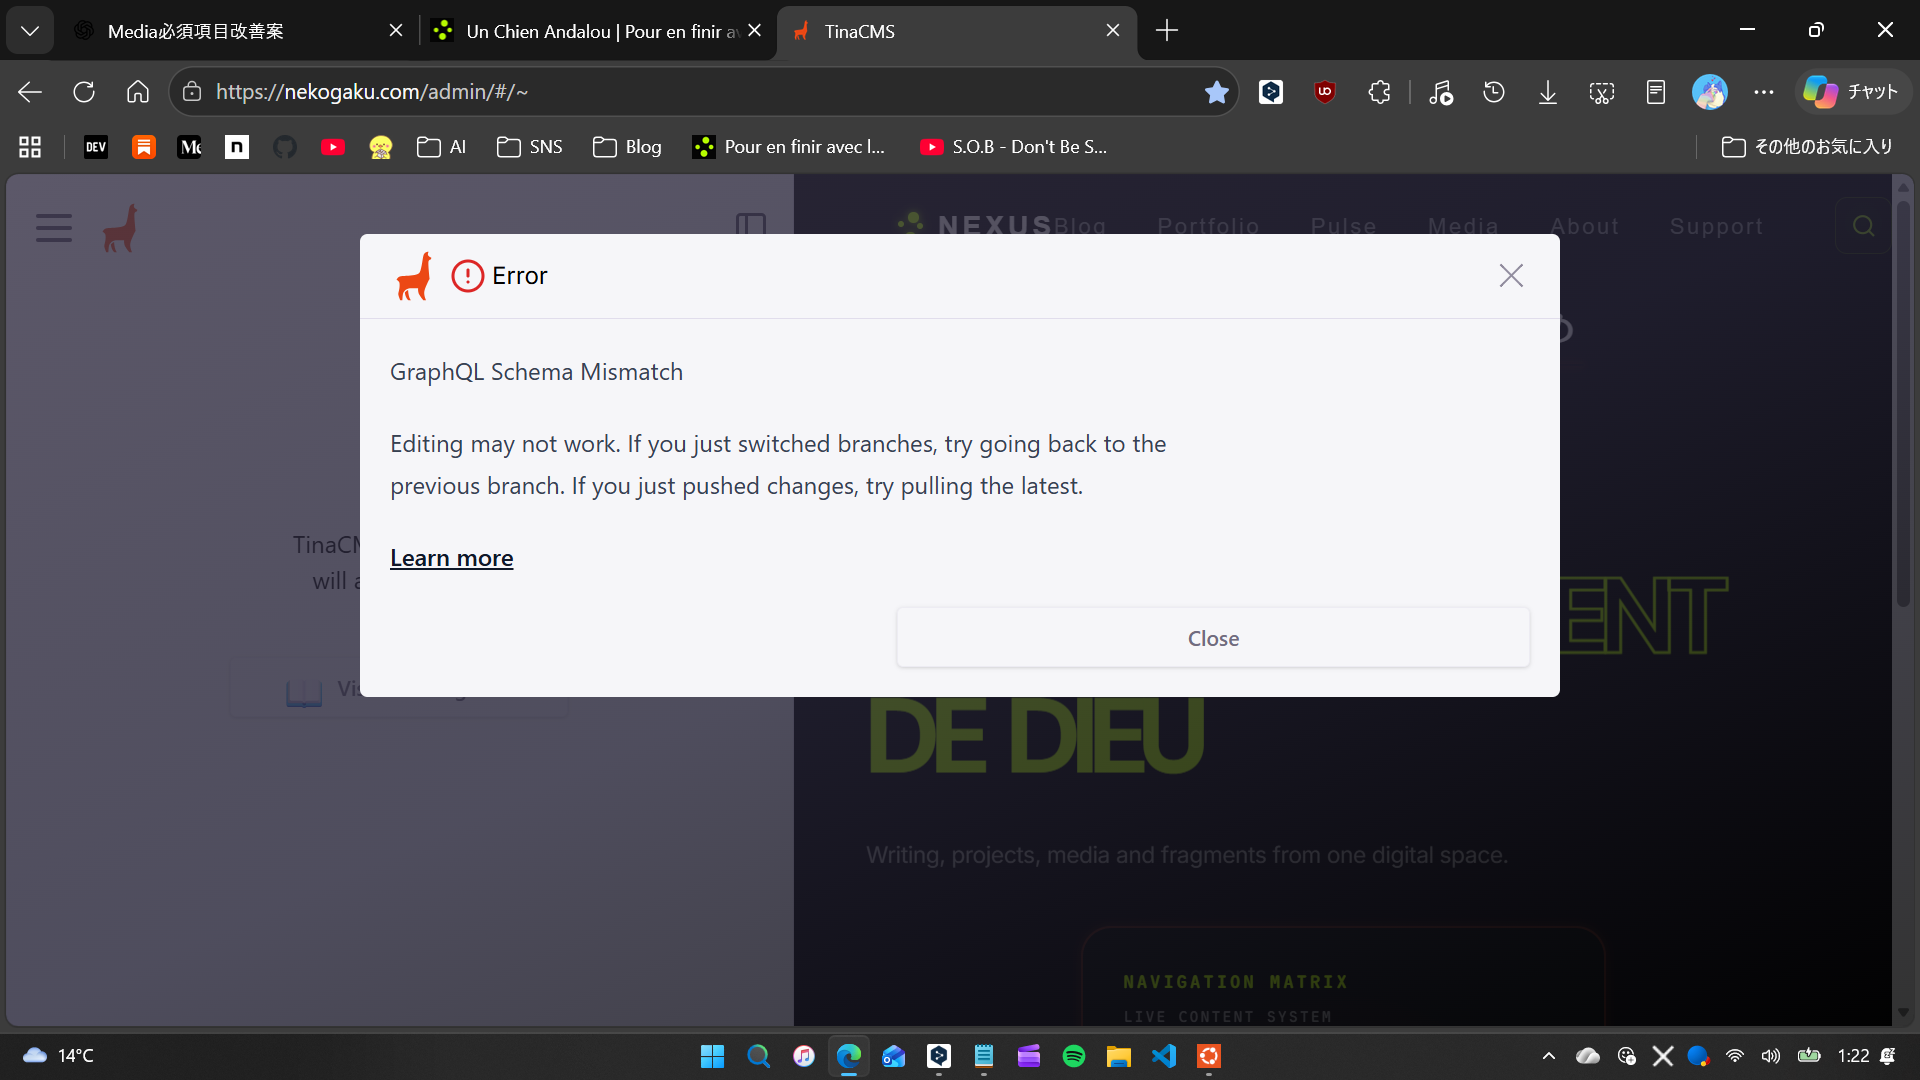 Media必須項目改善案
Un Chien Andalou | Pour en finir av
TinaCMS
https://nekogaku.com/admin/#/~
チャット
DEV
n
AI
SNS
Blog
Pour en finir avec l...
S.O.B - Don't Be S...
その他のお気に入り
NEXUS
Blog
Portfolio
Pulse
Media
About
Support
Error
GraphQL Schema Mismatch
Editing may not work. If you just switched branches, try going back to the
previous branch. If you just pushed changes, try pulling the latest.
Learn more
Close
TinaCM
will a
DE DIEU
Writing, projects, media and fragments from one digital space.
NAVIGATION MATRIX
LIVE CONTENT SYSTEM
14°C
1:22